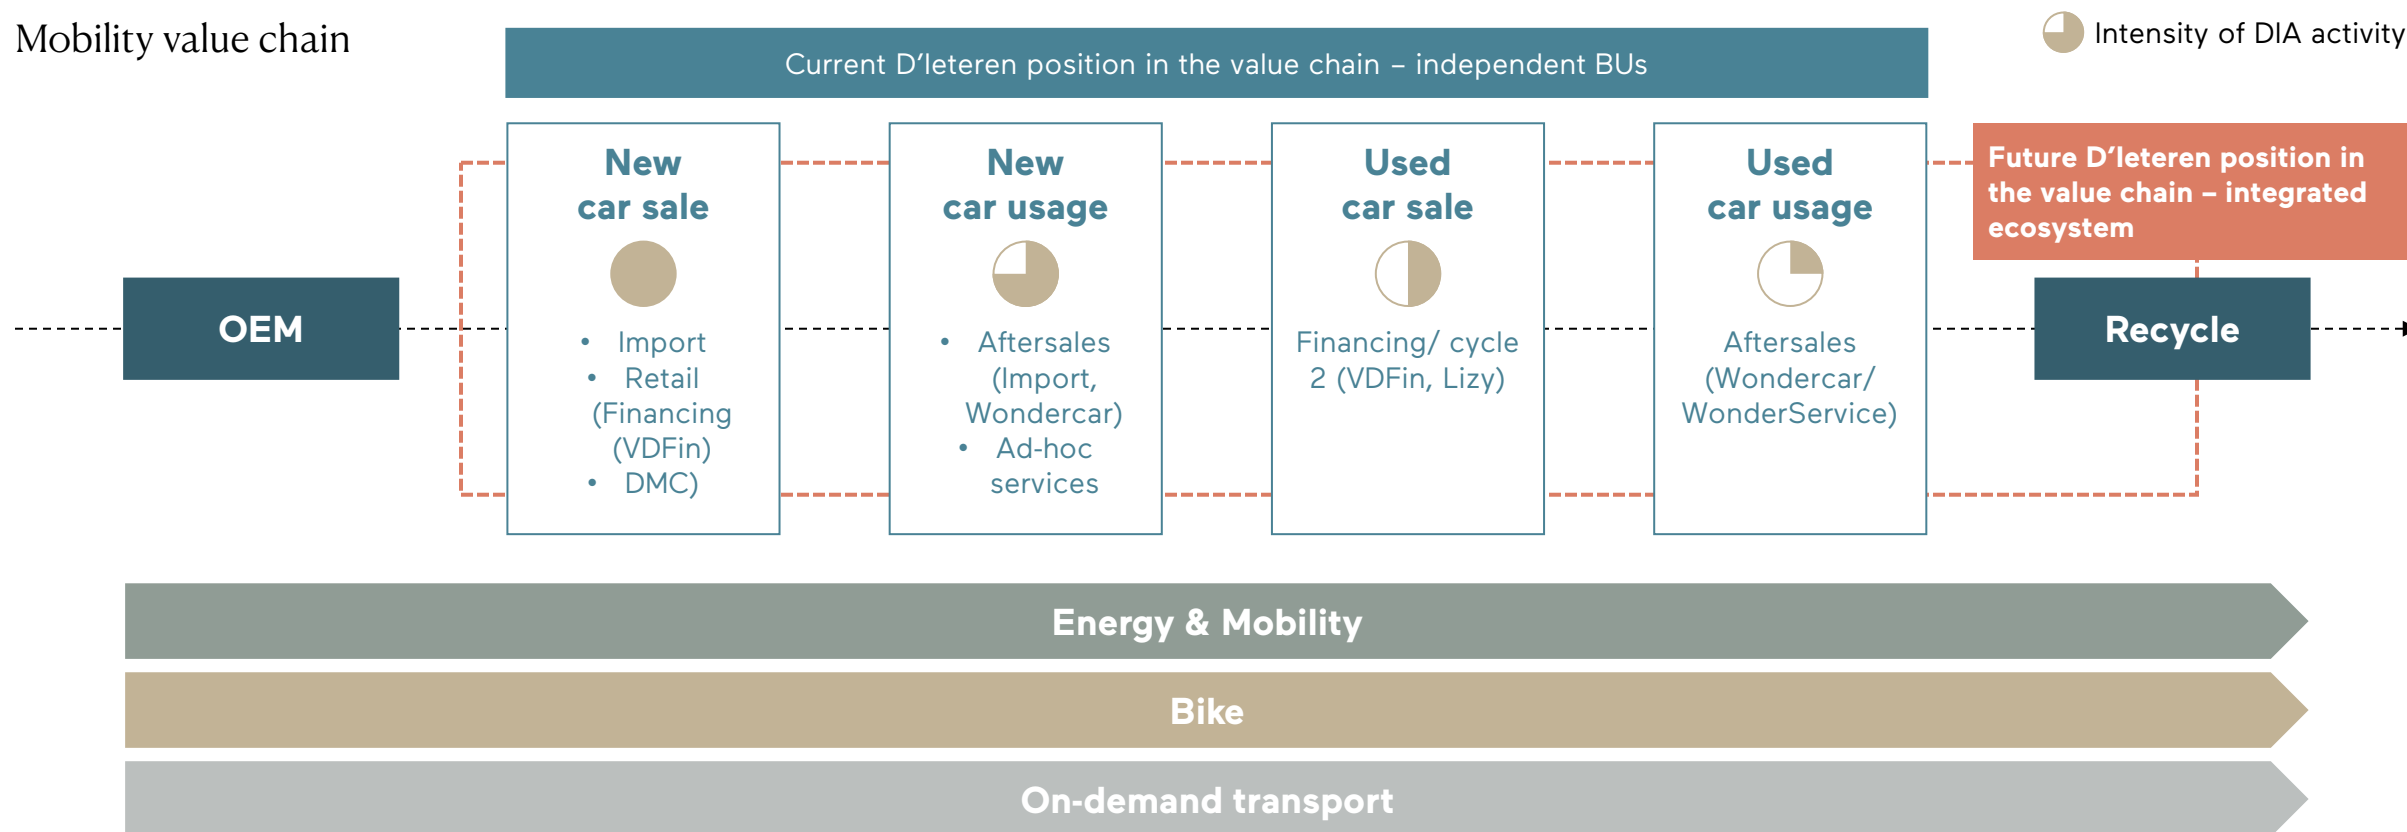 Mobility value chain
Current D'Ieteren position in the value chain – independent BUs
Intensity of DIA activity
New
car sale
• Import
• Retail
(Financing
(VDFin)
• DMC)
New
car usage
• Aftersales
(Import,
Wondercar)
• Ad-hoc
services
Used
car sale
Financing/ cycle
2 (VDFin, Lizy)
Used
car usage
Aftersales
(Wondercar/
WonderService)
Future D'Ieteren position in
the value chain – integrated
ecosystem
OEM
Recycle
Energy & Mobility
Bike
On-demand transport